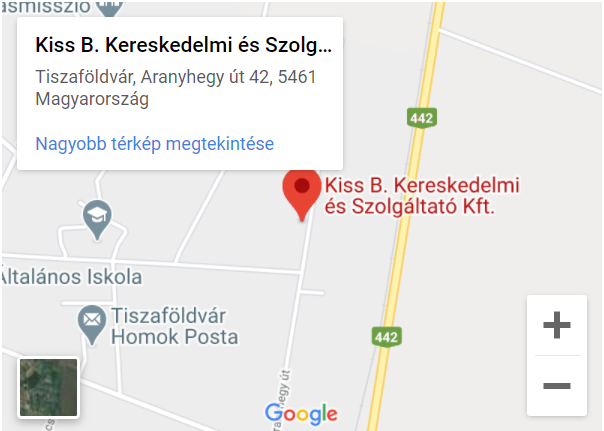 asmisszió
Kiss B. Kereskedelmi és Szolg...
Tiszaföldvár, Aranyhegy út 42, 5461
Magyarország
Nagyobb térkép megtekintése
442
Kiss B. Kereskedelmi
és Szolgáltató Kft.
Általános Iskola
Tiszaföldvár
Homok Posta
442
Google